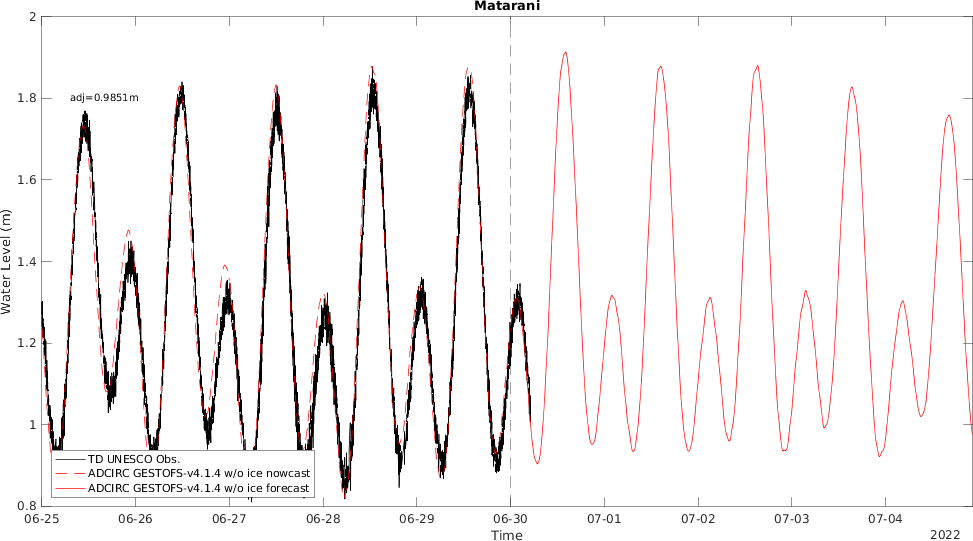 Matarani
2
1.8
1.6
1.4
1.2
1
0.8
Water Level (m)
adj=0.9851m
TD UNESCO Obs.
ADCIRC GESTOFS-v4.1.4 w/o ice nowcast
ADCIRC GESTOFS-v4.1.4 w/o ice forecast
06-25 06-26 06-27 06-28 06-29 06-30 07-01 07-02 07-03 07-04
Time
2022